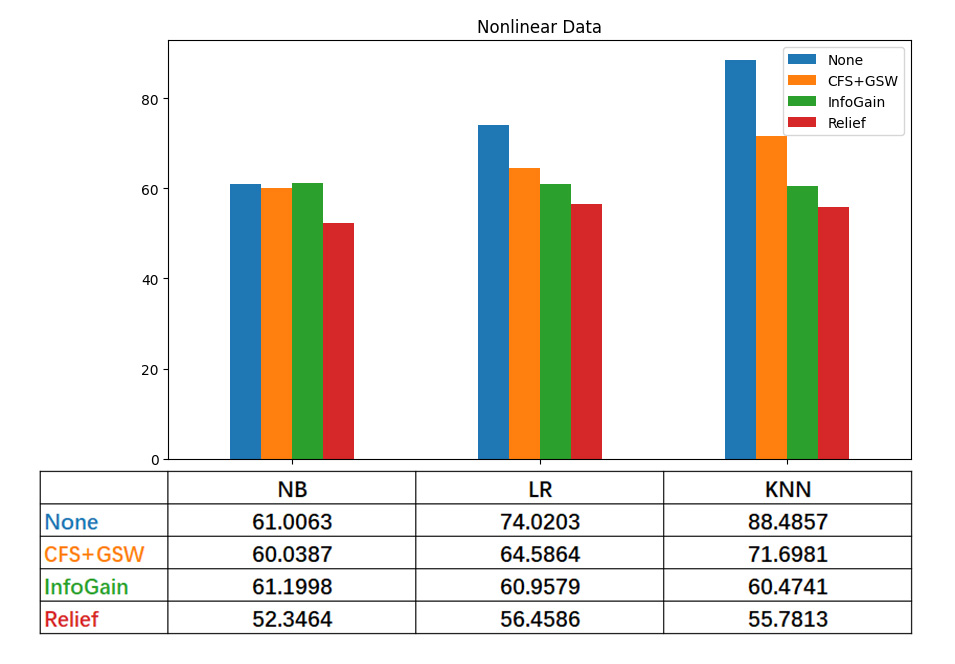 Nonlinear Data
None
CFS+GSW
InfoGain
Relief
80
60
40
20
0
NB LR KNN
None 61.0063 74.0203 88.4857
CFS+GSW 60.0387 64.5864 71.6981
InfoGain 61.1998 60.9579 60.4741
Relief 52.3464 56.4586 55.7813